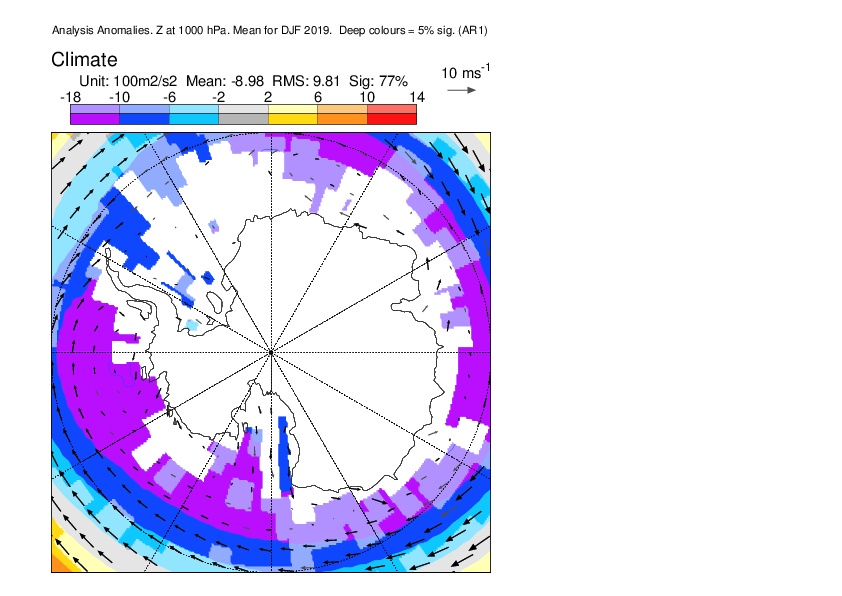 Analysis Anomalies. Z at 1000 hPa. Mean for DJF 2019. Deep colours = 5% sig. (AR1)
Climate
10 ms-1
Unit: 100m2/s2 Mean: -8.98 RMS: 9.81 Sig: 77%
-18 -10 -6 -2 2 6 10 14